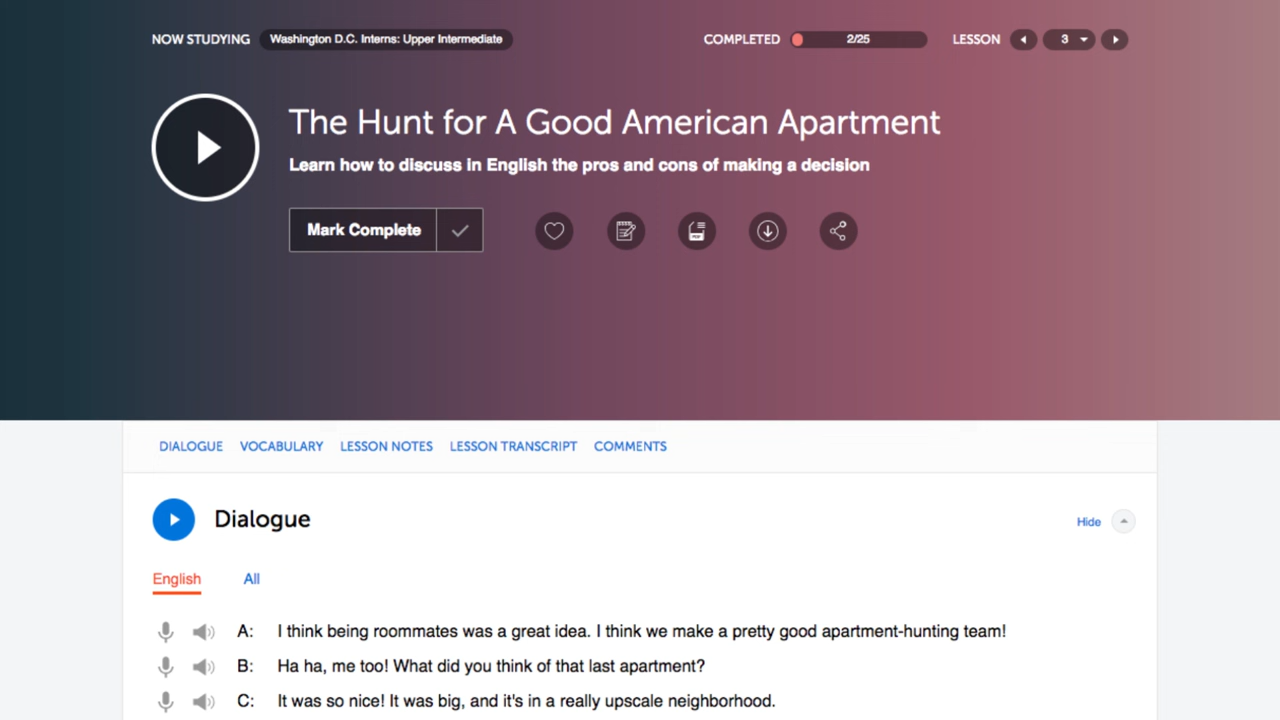 NOW STUDYING Washington D.C. Interns: Upper Intermediate COMPLETED 2/25 LESSON 3
The Hunt for A Good American Apartment
Learn how to discuss in English the pros and cons of making a decision
Mark Complete
PDF
DIALOGUE VOCABULARY LESSON NOTES LESSON TRANSCRIPT COMMENTS
Dialogue Hide
English All
A: I think being roommates was a great idea. I think we make a pretty good apartment-hunting team!
B: Ha ha, me too! What did you think of that last apartment?
C: It was so nice! It was big, and it's in a really upscale neighborhood.